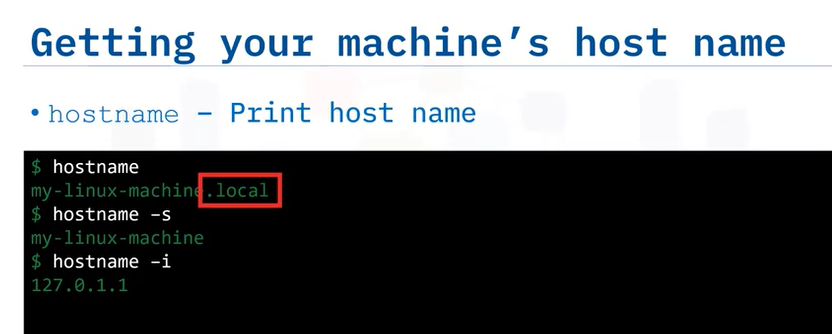 Getting your machine’s host name
• hostname – Print host name
$ hostname
my-linux-machine.local
$ hostname –s
my-linux-machine
$ hostname –i
127.0.1.1